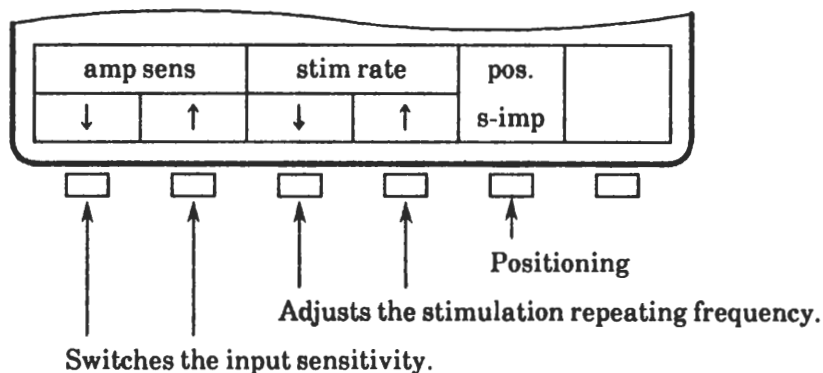 amp sens stim rate pos.
↓ ↑ ↓ ↑ s-imp
Positioning
Adjusts the stimulation repeating frequency.
Switches the input sensitivity.